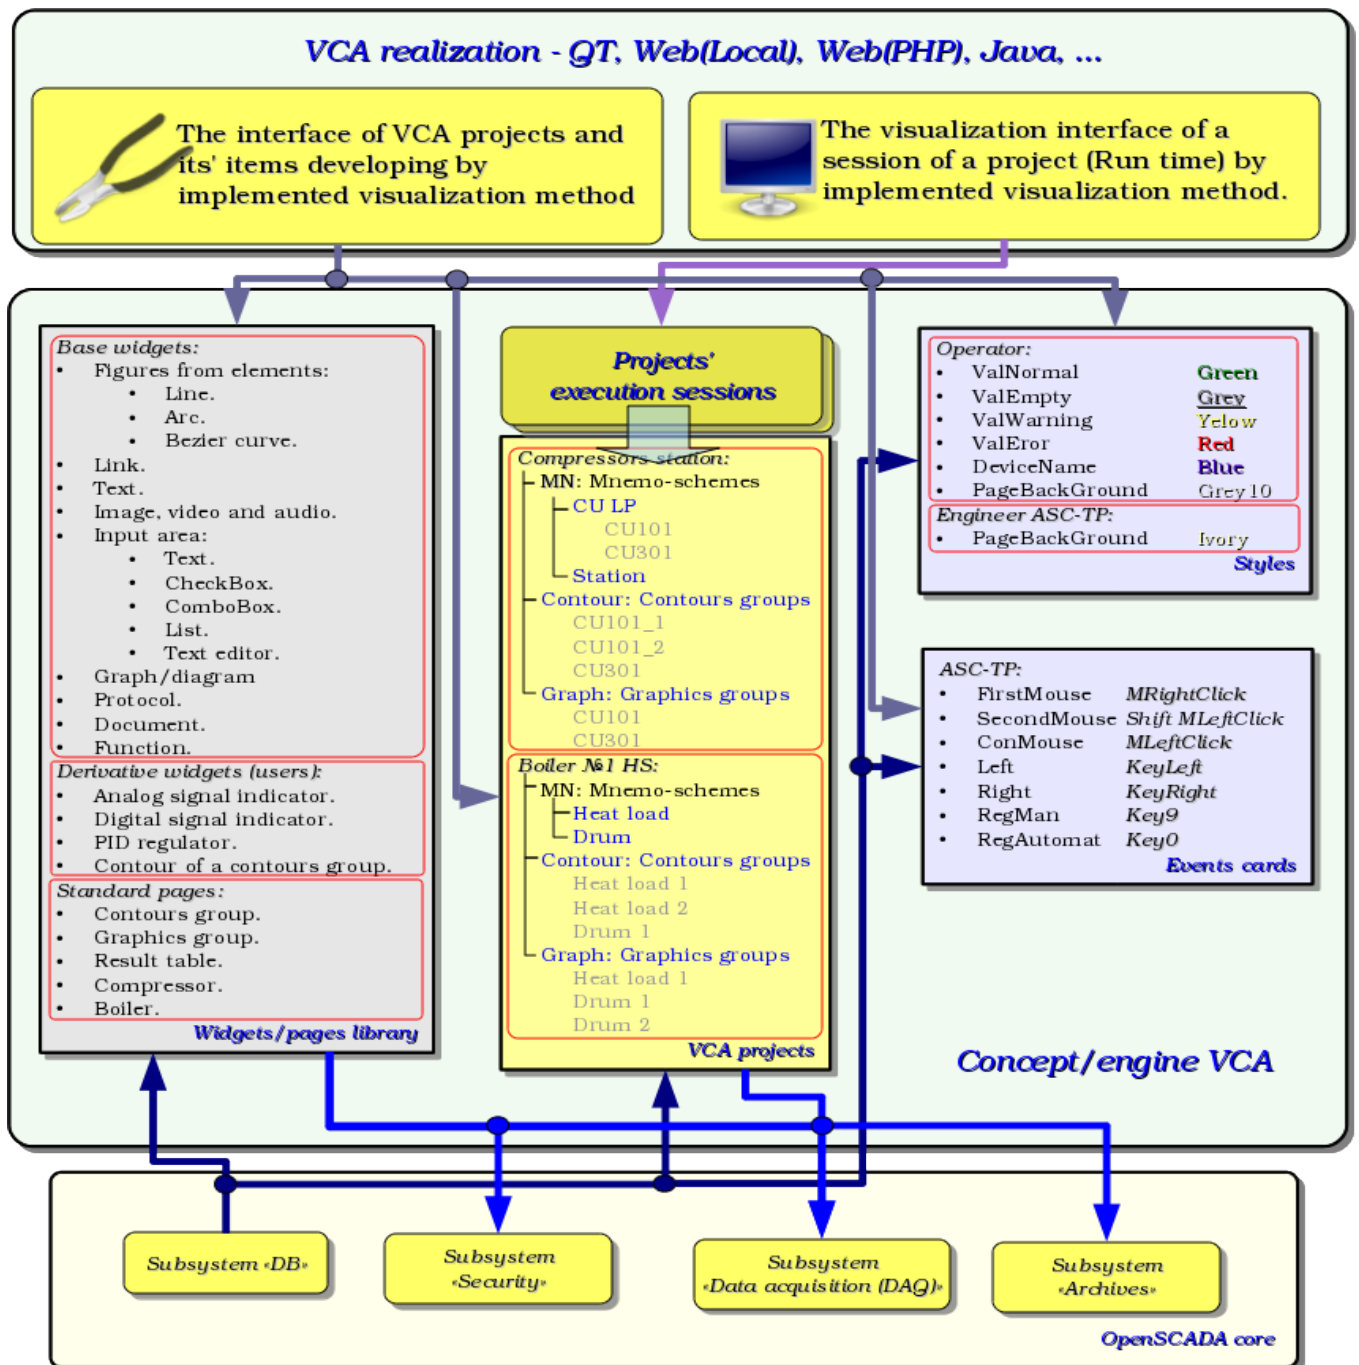 VCA realization - QT, Web(Local), Web(PHP), Java, ...
The interface of VCA projects and
its' items developing by
implemented visualization method
The visualization interface of a
session of a project (Run time) by
implemented visualization method.
Base widgets:
• Figures from elements:
• Line.
• Arc.
• Bezier curve.
• Link.
• Text.
• Image, video and audio.
• Input area:
• Text.
• CheckBox.
• ComboBox.
• List.
• Text editor.
• Graph/diagram
• Protocol.
• Document.
• Function.
Derivative widgets (users):
• Analog signal indicator.
• Digital signal indicator.
• PID regulator.
• Contour of a contours group.
Standard pages:
• Contours group.
• Graphics group.
• Result table.
• Compressor.
• Boiler.
Widgets/pages library
Projects'
execution sessions
Compressors station:
MN: Mnemo-schemes
CU LP
CU101
CU301
Station
Contour: Contours groups
CU101_1
CU101_2
CU301
Graph: Graphics groups
CU101
CU301
Boiler №1 HS:
MN: Mnemo-schemes
Heat load
Drum
Contour: Contours groups
Heat load 1
Heat load 2
Drum 1
Graph: Graphics groups
Heat load 1
Drum 1
Drum 2
VCA projects
Operator:
• ValNormal Green
• ValEmpty Grey
• ValWarning Yelow
• ValEror Red
• DeviceName Blue
• PageBackGround Grey10
Engineer ASC-TP:
• PageBackGround Ivory
Styles
ASC-TP:
• FirstMouse MRightClick
• SecondMouse Shift MLeftClick
• ConMouse MLeftClick
• Left KeyLeft
• Right KeyRight
• RegMan Key9
• RegAutomat Key0
Events cards
Concept/engine VCA
Subsystem «DB»
Subsystem
«Security»
Subsystem
«Data acquisition (DAQ)»
Subsystem
«Archives»
OpenSCADA core